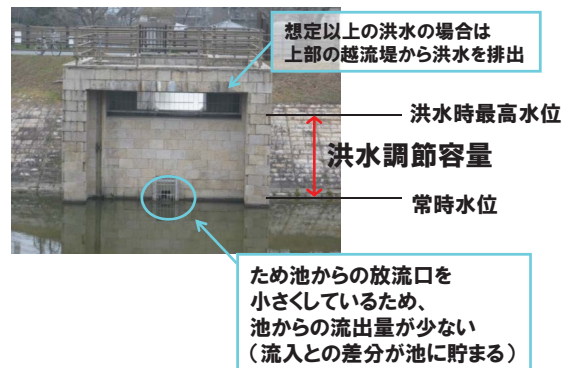 想定以上の洪水の場合は
上部の越流堤から洪水を排出
洪水時最高水位
洪水調節容量
常時水位
ため池からの放流口を
小さくしているため、
池からの流出量が少ない
（流入との差分が池に貯まる）